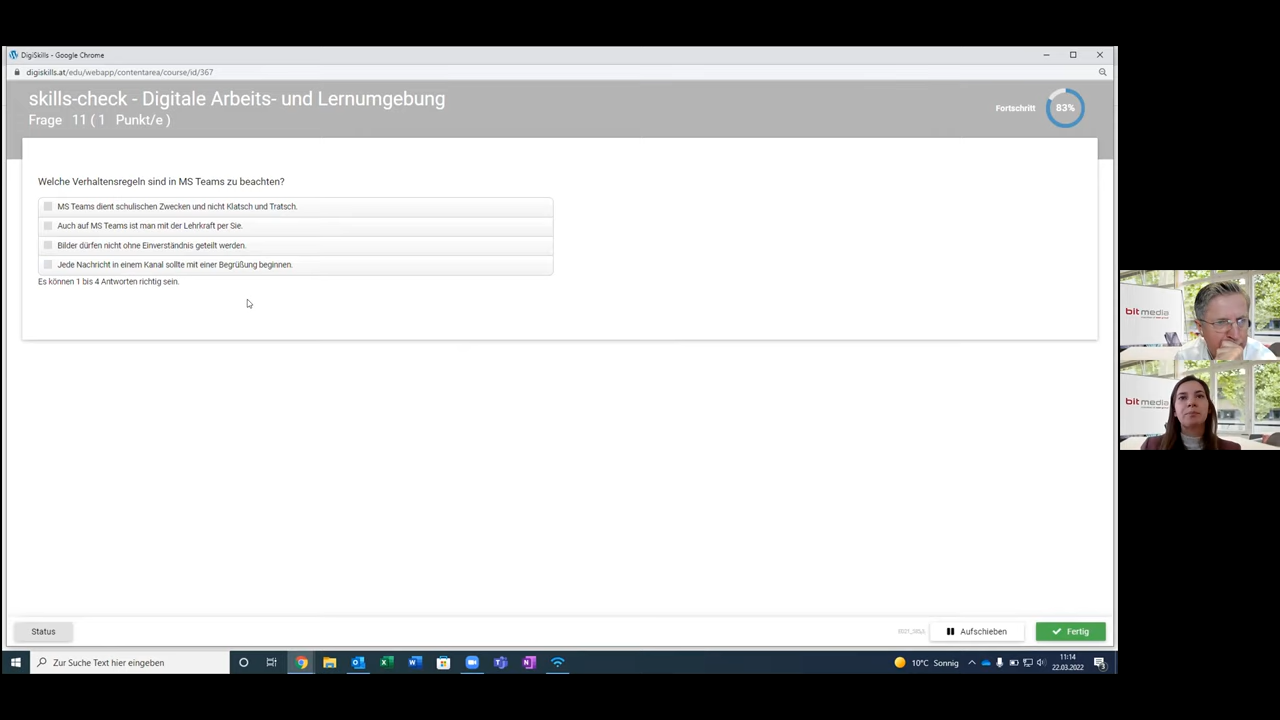 DigiSkills - Google Chrome
digiskills.at/edu/webapp/contentarea/course/id/367
skills-check - Digitale Arbeits- und Lernumgebung
Frage 11 ( 1 Punkt/e )
Fortschritt 83%
Welche Verhaltensregeln sind in MS Teams zu beachten?
MS Teams dient schulischen Zwecken und nicht Klatsch und Tratsch.
Auch auf MS Teams ist man mit der Lehrkraft per Sie.
Bilder dürfen nicht ohne Einverständnis geteilt werden.
Jede Nachricht in einem Kanal sollte mit einer Begrüßung beginnen.
Es können 1 bis 4 Antworten richtig sein.
bitmedia
bitmedia
Status
Aufschieben
Fertig
Zur Suche Text hier eingeben
10°C Sonnig
11:14
22.03.2022